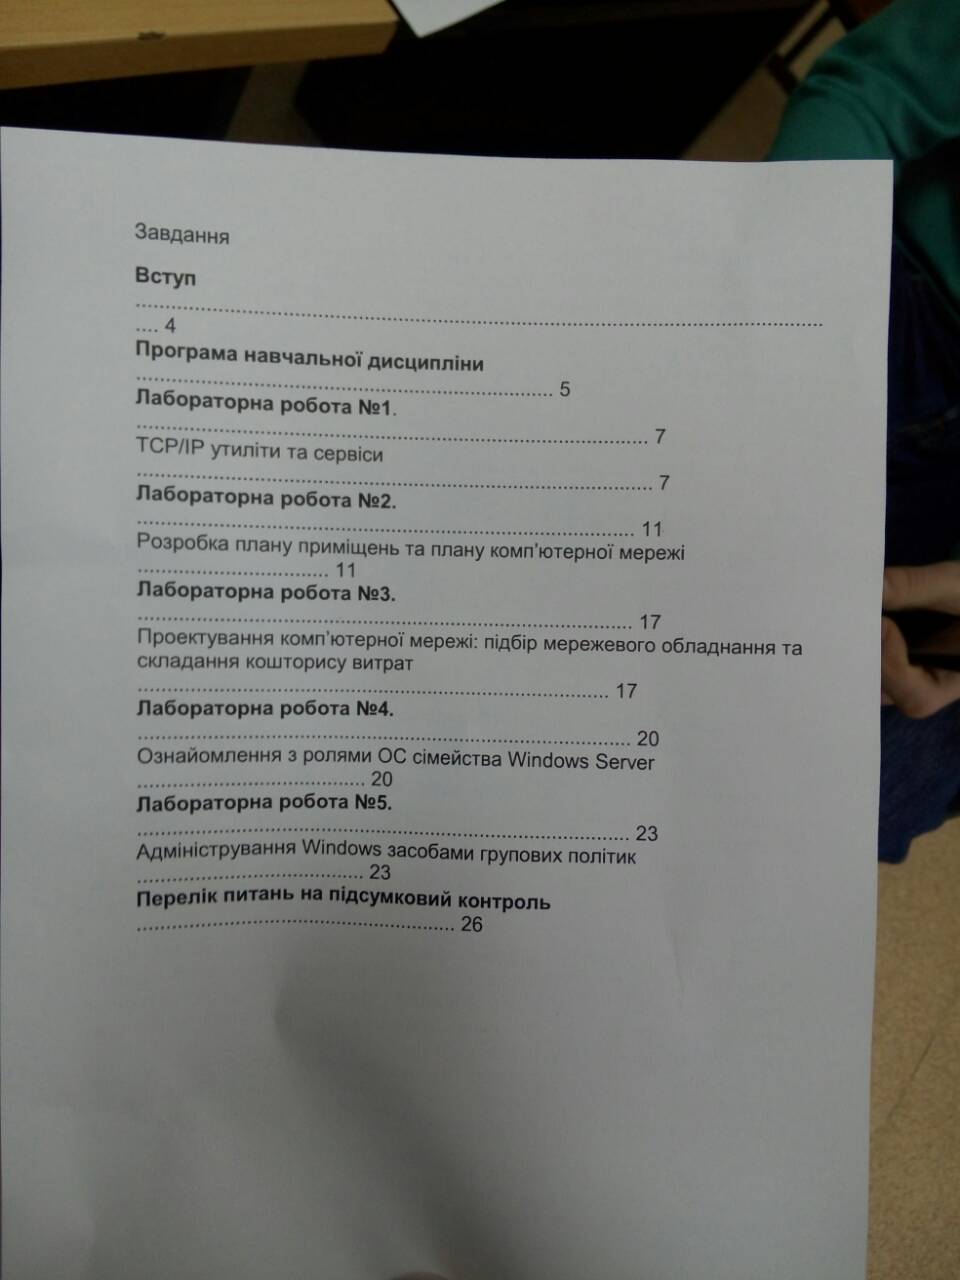 Завдання
Вступ
................................................................................................................
.... 4
Програма навчальної дисципліни
...................................................................... 5
Лабораторна робота №1.
...................................................................................... 7
TCP/IP утиліти та сервіси
....................................................................................... 7
Лабораторна робота №2.
.................................................................................... 11
Розробка плану приміщень та плану комп’ютерної мережі
................................ 11
Лабораторна робота №3.
.................................................................................... 17
Проектування комп’ютерної мережі: підбір мережевого обладнання та
складання кошторису витрат
................................................................................ 17
Лабораторна робота №4.
.................................................................................... 20
Ознайомлення з ролями ОС сімейства Windows Server
...................................... 20
Лабораторна робота №5.
.................................................................................... 23
Адміністрування Windows засобами групових політик
...................................... 23
Перелік питань на підсумковий контроль
...................................................... 26